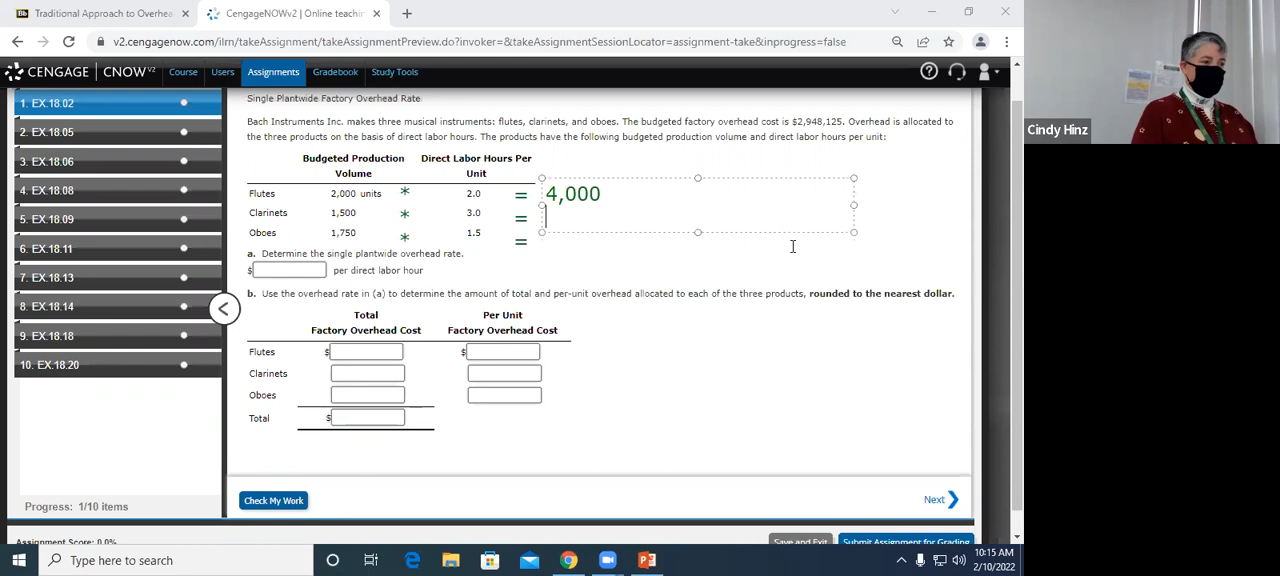 Traditional Approach to Overhea
CengageNOWv2 | Online teachin
v2.cengagenow.com/ilrn/takeAssignment/takeAssignmentPreview.do?invoker=&takeAssignmentSessionLocator=assignment-take&inprogress=false
CENGAGE | CNOWV2 Course Users Assignments Gradebook Study Tools
1. EX.18.02
2. EX.18.05
3. EX.18.06
4. EX.18.08
5. EX.18.09
6. EX.18.11
7. EX.18.13
8. EX.18.14
9. EX.18.18
10. EX.18.20
Progress: 1/10 items
Assignment Score: 0.0%
Single Plantwide Factory Overhead Rate
Bach Instruments Inc. makes three musical instruments: flutes, clarinets, and oboes. The budgeted factory overhead cost is $2,948,125. Overhead is allocated to
the three products on the basis of direct labor hours. The products have the following budgeted production volume and direct labor hours per unit:
Budgeted Production Direct Labor Hours Per
Volume Unit
Flutes 2,000 units * 2.0 = 4,000
Clarinets 1,500 * 3.0 =
Oboes 1,750 * 1.5 =
a. Determine the single plantwide overhead rate.
$ per direct labor hour
b. Use the overhead rate in (a) to determine the amount of total and per-unit overhead allocated to each of the three products, rounded to the nearest dollar.
Total Per Unit
Factory Overhead Cost Factory Overhead Cost
Flutes $ $
Clarinets
Oboes
Total $
Check My Work Next
Save and Exit Submit Assignment for Grading
Cindy Hinz
Type here to search
10:15 AM
2/10/2022